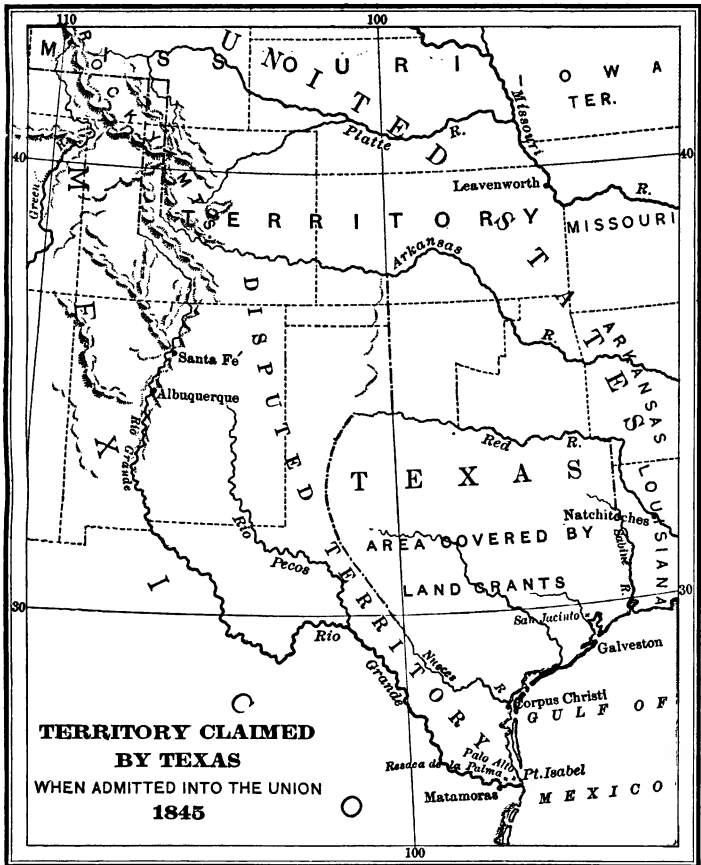 110
100
UNITED STATES
MISSOURI
TERRITORY
ROCKY MTS.
IOWA
TER.
Missouri
Platte R.
40
40
Green
Leavenworth
R.
MISSOURI
Arkansas
R.
MEXICO
DISPUTED TERRITORY
ARKANSAS
Santa Fé
Albuquerque
Rio Grande
Red R.
TEXAS
LOUISIANA
Natchitoches
Sabine R.
AREA COVERED BY
LAND GRANTS
Rio
Pecos
30
30
San Jacinto
Rio
Grande
Nueces R.
Galveston
Corpus Christi
GULF OF
MEXICO
Palo Alto
Resaca de la Palma
Pt. Isabel
Matamoras
TERRITORY CLAIMED
BY TEXAS
WHEN ADMITTED INTO THE UNION
1845
100